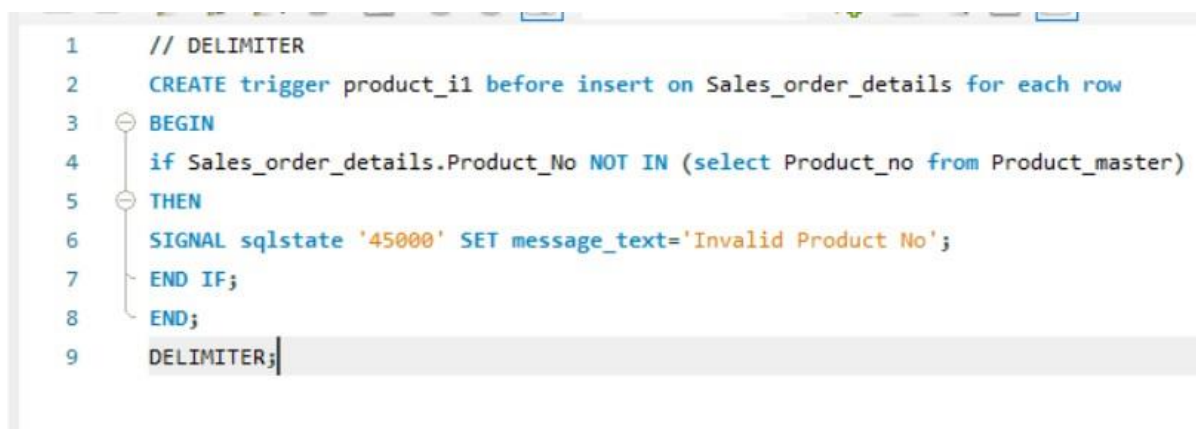 1 // DELIMITER
2 CREATE trigger product_i1 before insert on Sales_order_details for each row
3 BEGIN
4 if Sales_order_details.Product_No NOT IN (select Product_no from Product_master)
5 THEN
6 SIGNAL sqlstate '45000' SET message_text='Invalid Product No';
7 END IF;
8 END;
9 DELIMITER;